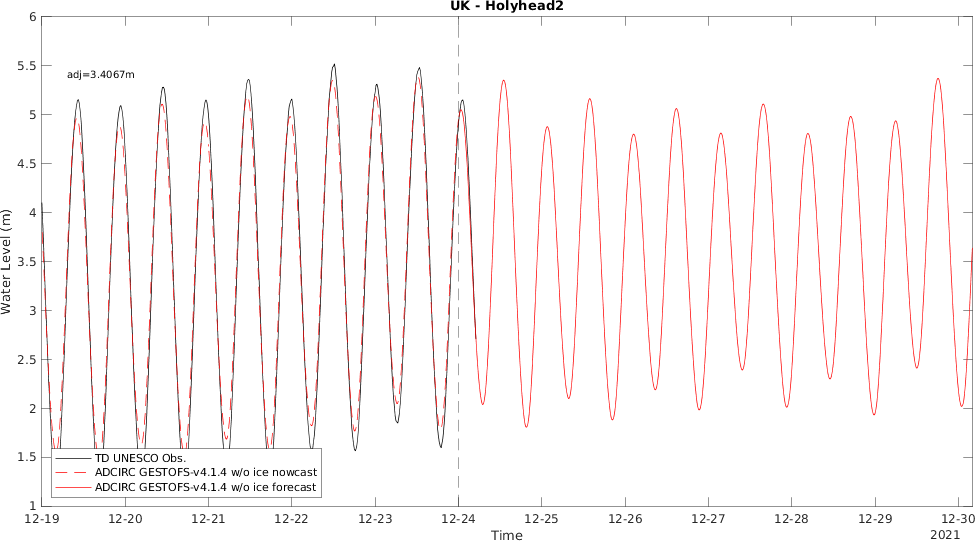 UK - Holyhead2
6
5.5
5
4.5
4
3.5
3
2.5
2
1.5
1
Water Level (m)
adj=3.4067m
TD UNESCO Obs.
ADCIRC GESTOFS-v4.1.4 w/o ice nowcast
ADCIRC GESTOFS-v4.1.4 w/o ice forecast
12-19 12-20 12-21 12-22 12-23 12-24 12-25 12-26 12-27 12-28 12-29 12-30
Time
2021